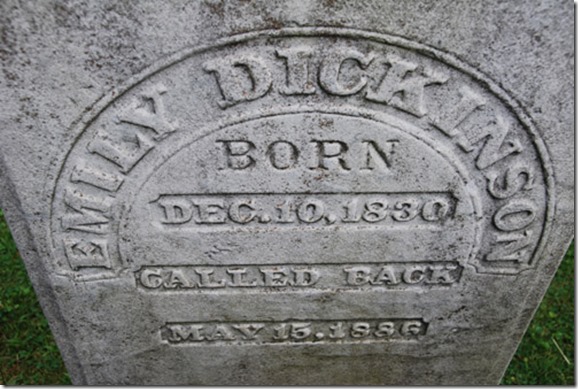 EMILY DICKINSON
BORN
DEC. 10, 1830
CALLED BACK
MAY 15, 1886